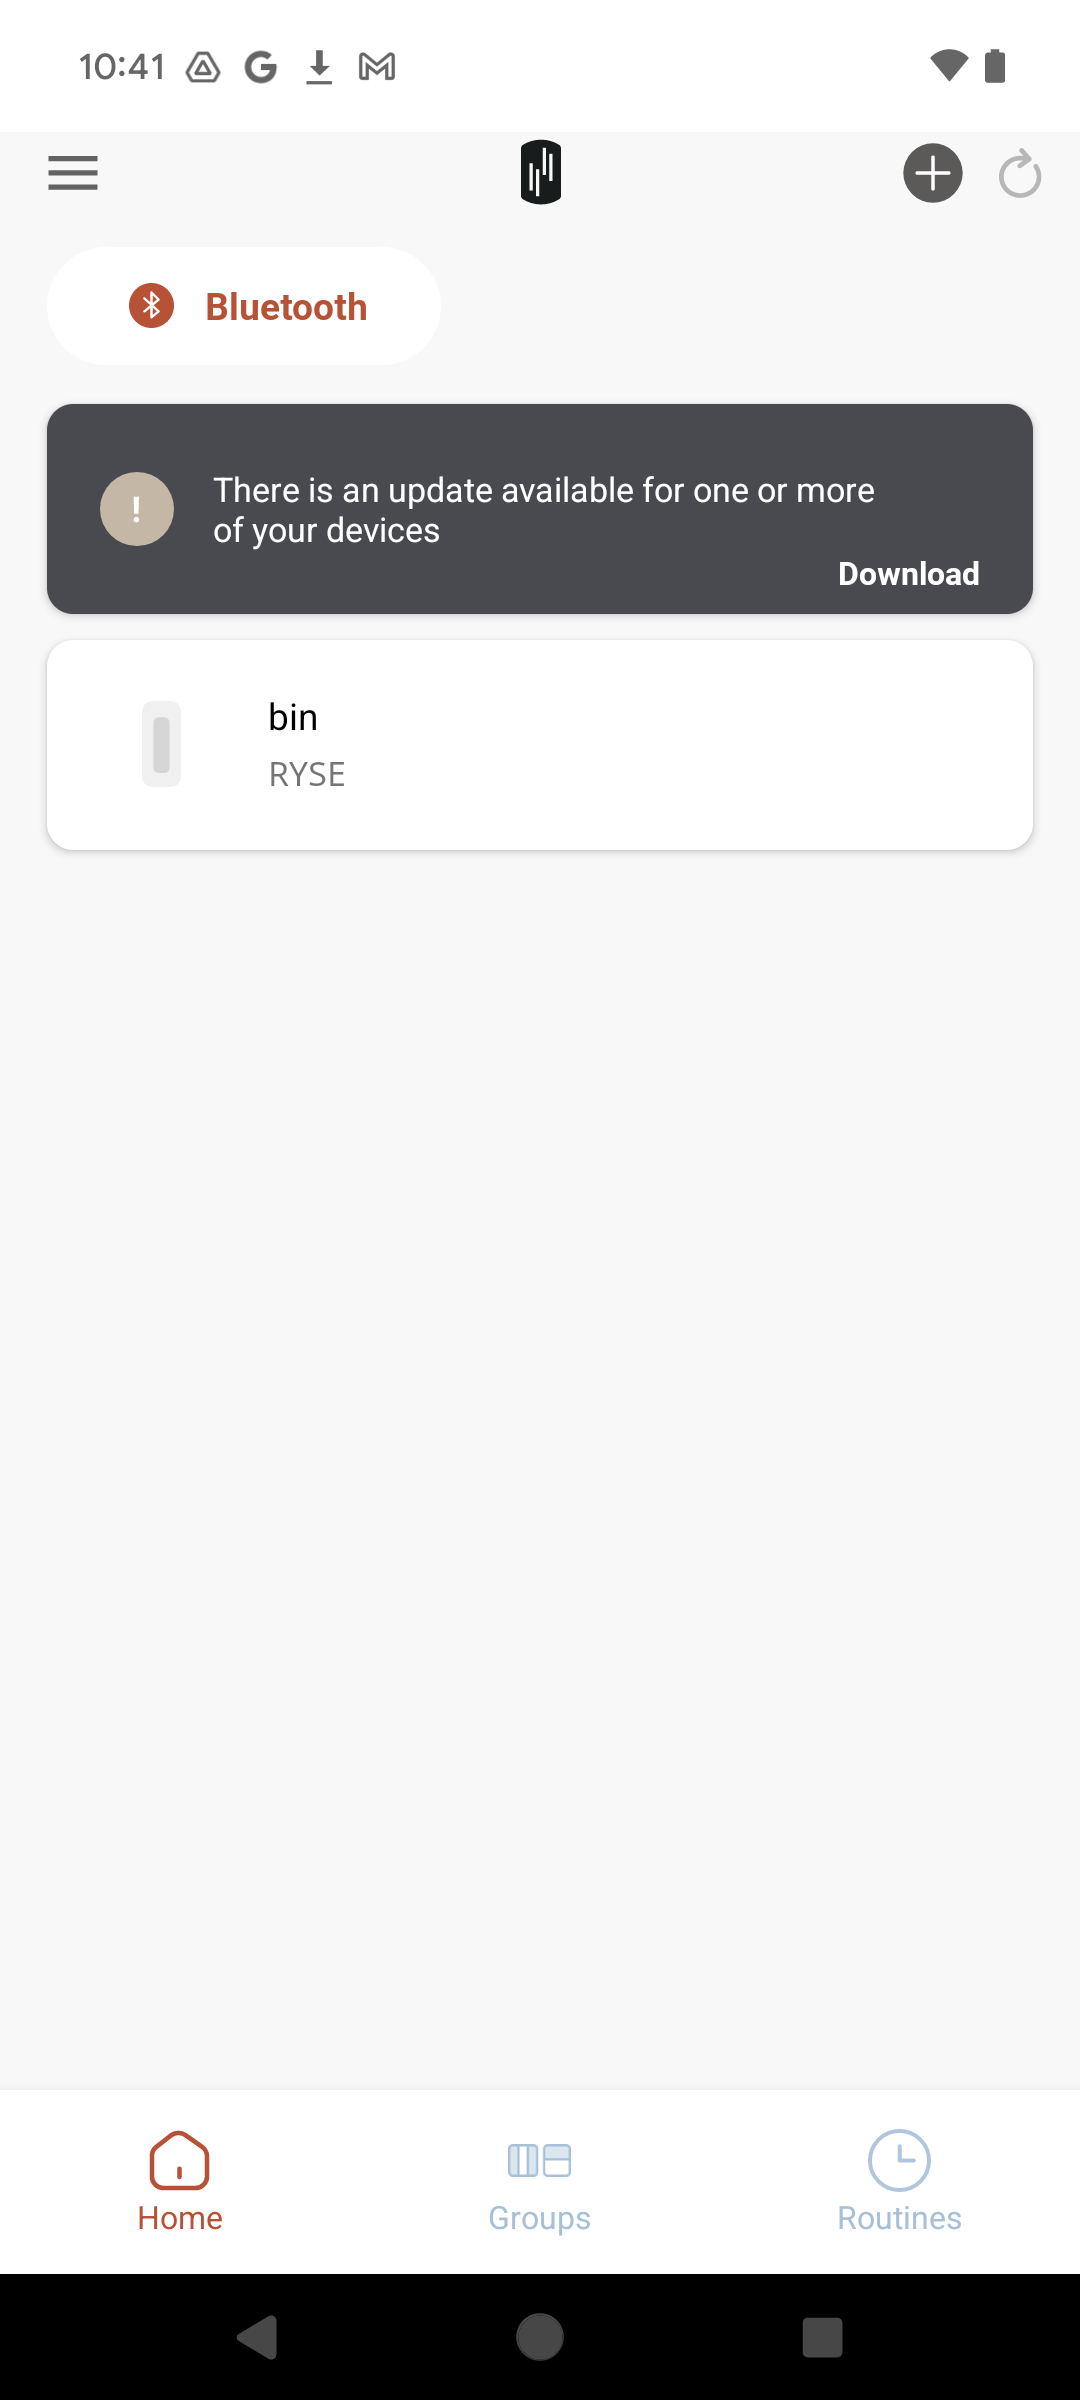 10:41
Bluetooth
There is an update available for one or more
of your devices
Download
bin
RYSE
Home
Groups
Routines